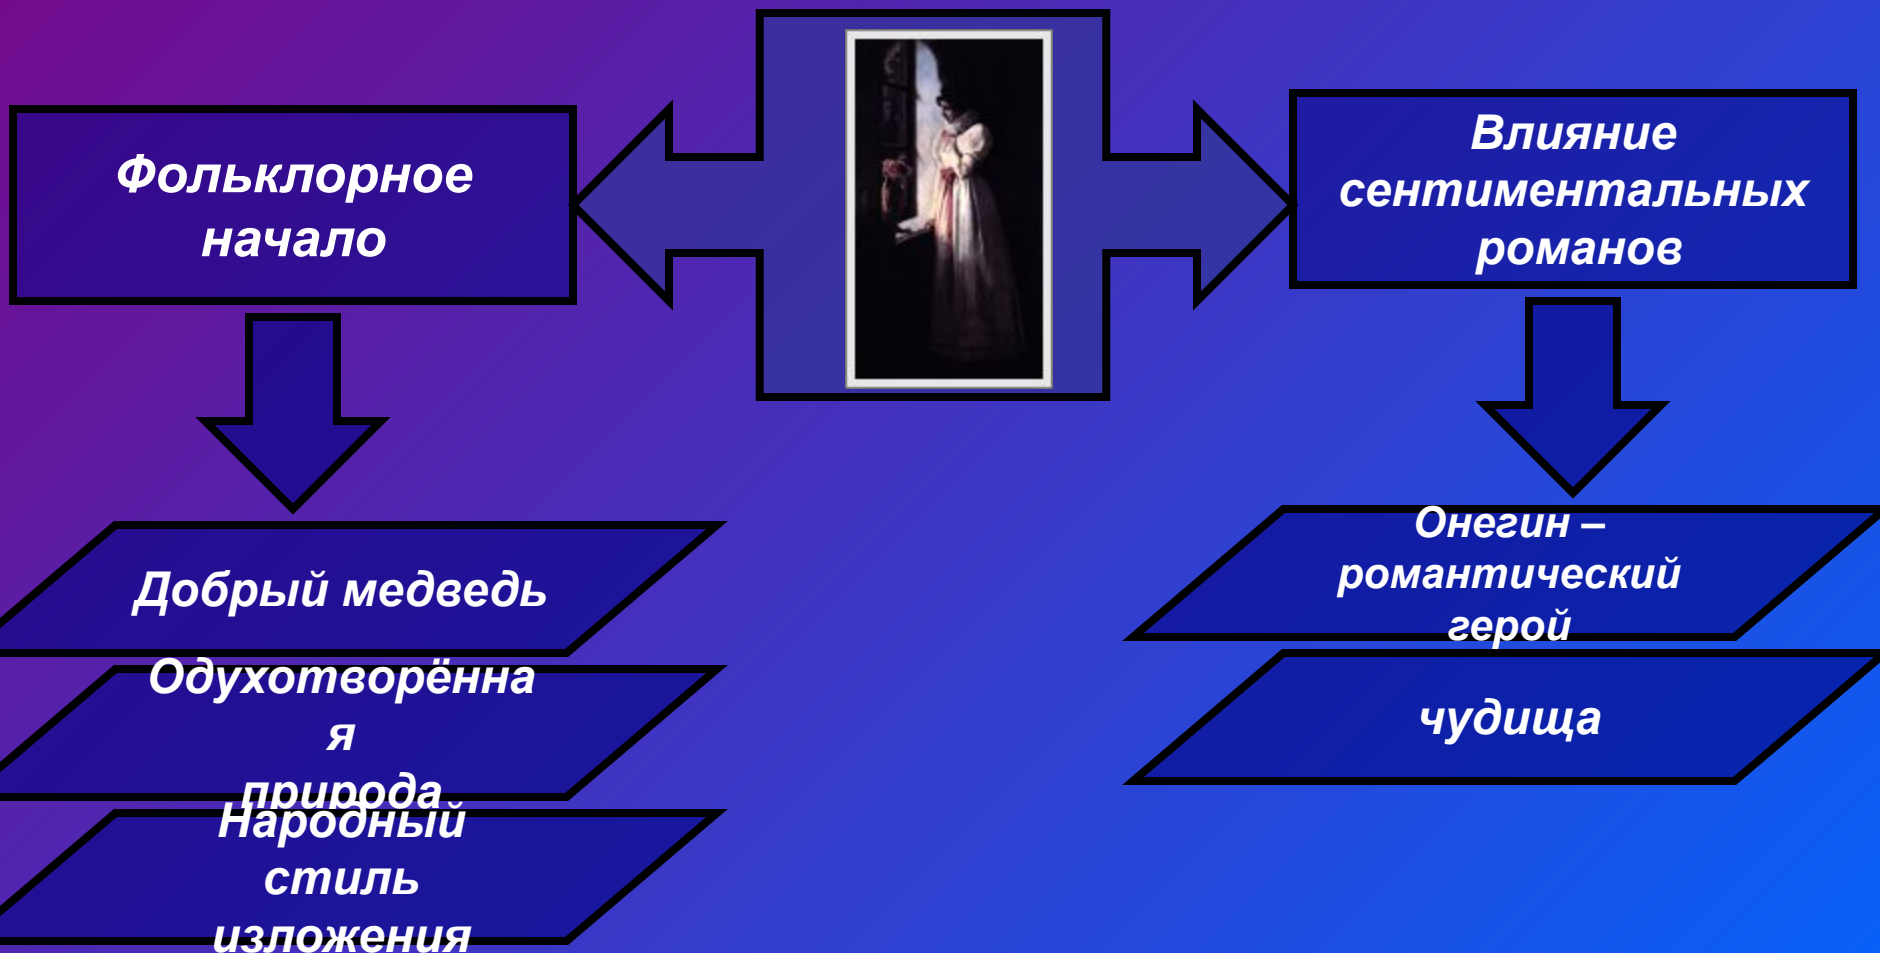 Фольклорное
начало
Влияние
сентиментальных
романов
Добрый медведь
Одухотворённа
я
природа
Народный
стиль
изложения
Онегин –
романтический
герой
чудища